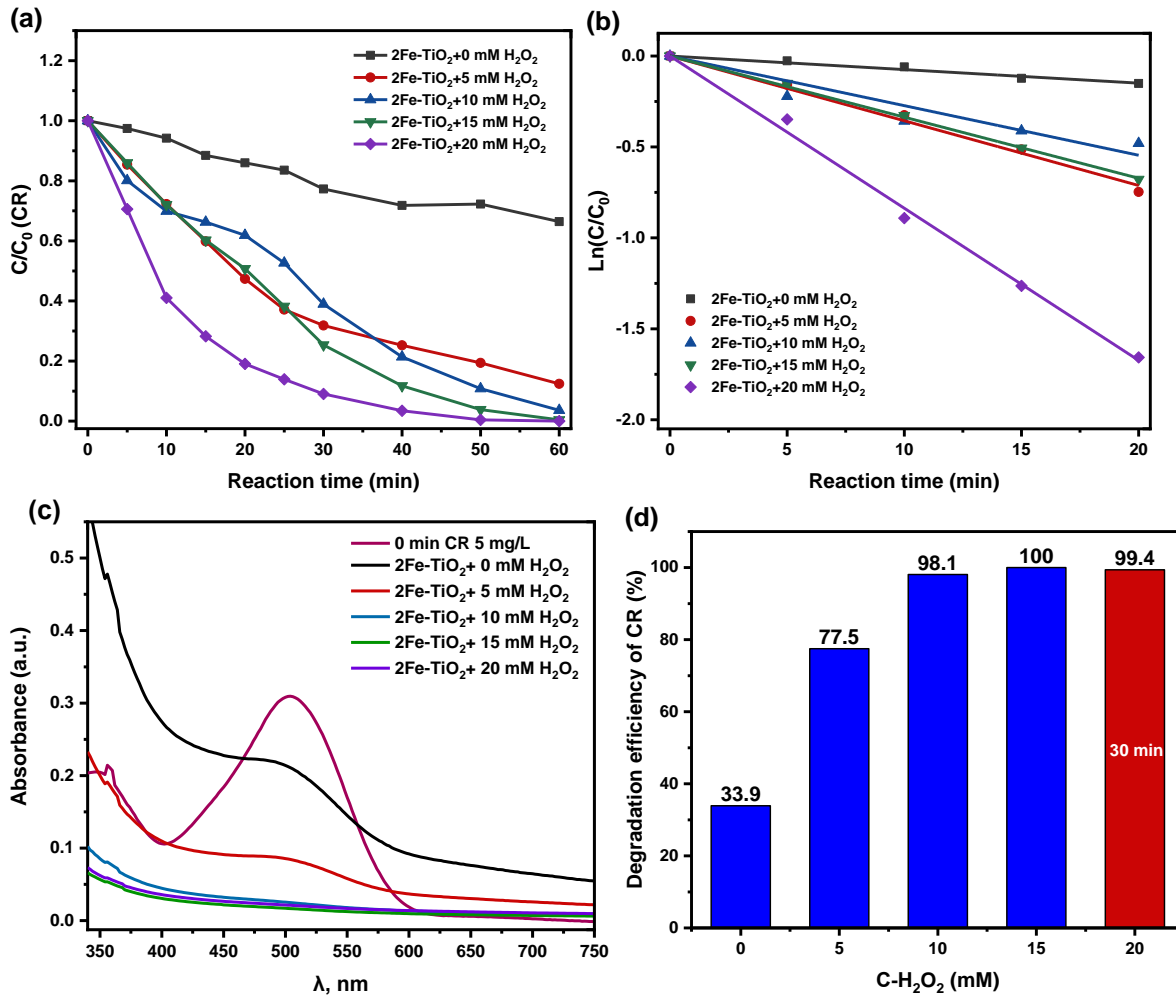 (a)
1.2
1.0
0.8
0.6
0.4
0.2
0.0
C/C₀ (CR)
0 10 20 30 40 50 60
Reaction time (min)
2Fe-TiO₂+0 mM H₂O₂
2Fe-TiO₂+5 mM H₂O₂
2Fe-TiO₂+10 mM H₂O₂
2Fe-TiO₂+15 mM H₂O₂
2Fe-TiO₂+20 mM H₂O₂
(b)
0.0
-0.5
-1.0
-1.5
-2.0
Ln(C/C₀)
0 5 10 15 20
Reaction time (min)
2Fe-TiO₂+0 mM H₂O₂
2Fe-TiO₂+5 mM H₂O₂
2Fe-TiO₂+10 mM H₂O₂
2Fe-TiO₂+15 mM H₂O₂
2Fe-TiO₂+20 mM H₂O₂
(c)
0.5
0.4
0.3
0.2
0.1
0.0
Absorbance (a.u.)
350 400 450 500 550 600 650 700 750
λ, nm
0 min CR 5 mg/L
2Fe-TiO₂+ 0 mM H₂O₂
2Fe-TiO₂+ 5 mM H₂O₂
2Fe-TiO₂+ 10 mM H₂O₂
2Fe-TiO₂+ 15 mM H₂O₂
2Fe-TiO₂+ 20 mM H₂O₂
(d)
100
80
60
40
20
0
Degradation efficiency of CR (%)
33.9
77.5
98.1
100
99.4
30 min
0 5 10 15 20
C-H₂O₂ (mM)